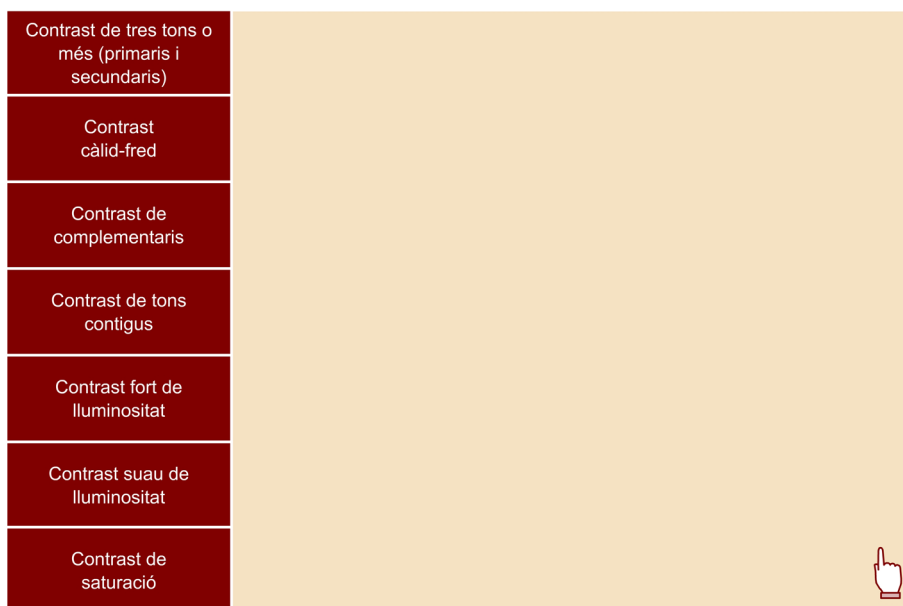 Contrast de tres tons o
més (primaris i
secundaris)
Contrast
càlid-fred
Contrast de
complementaris
Contrast de tons
contigus
Contrast fort de
lluminositat
Contrast suau de
lluminositat
Contrast de
saturació